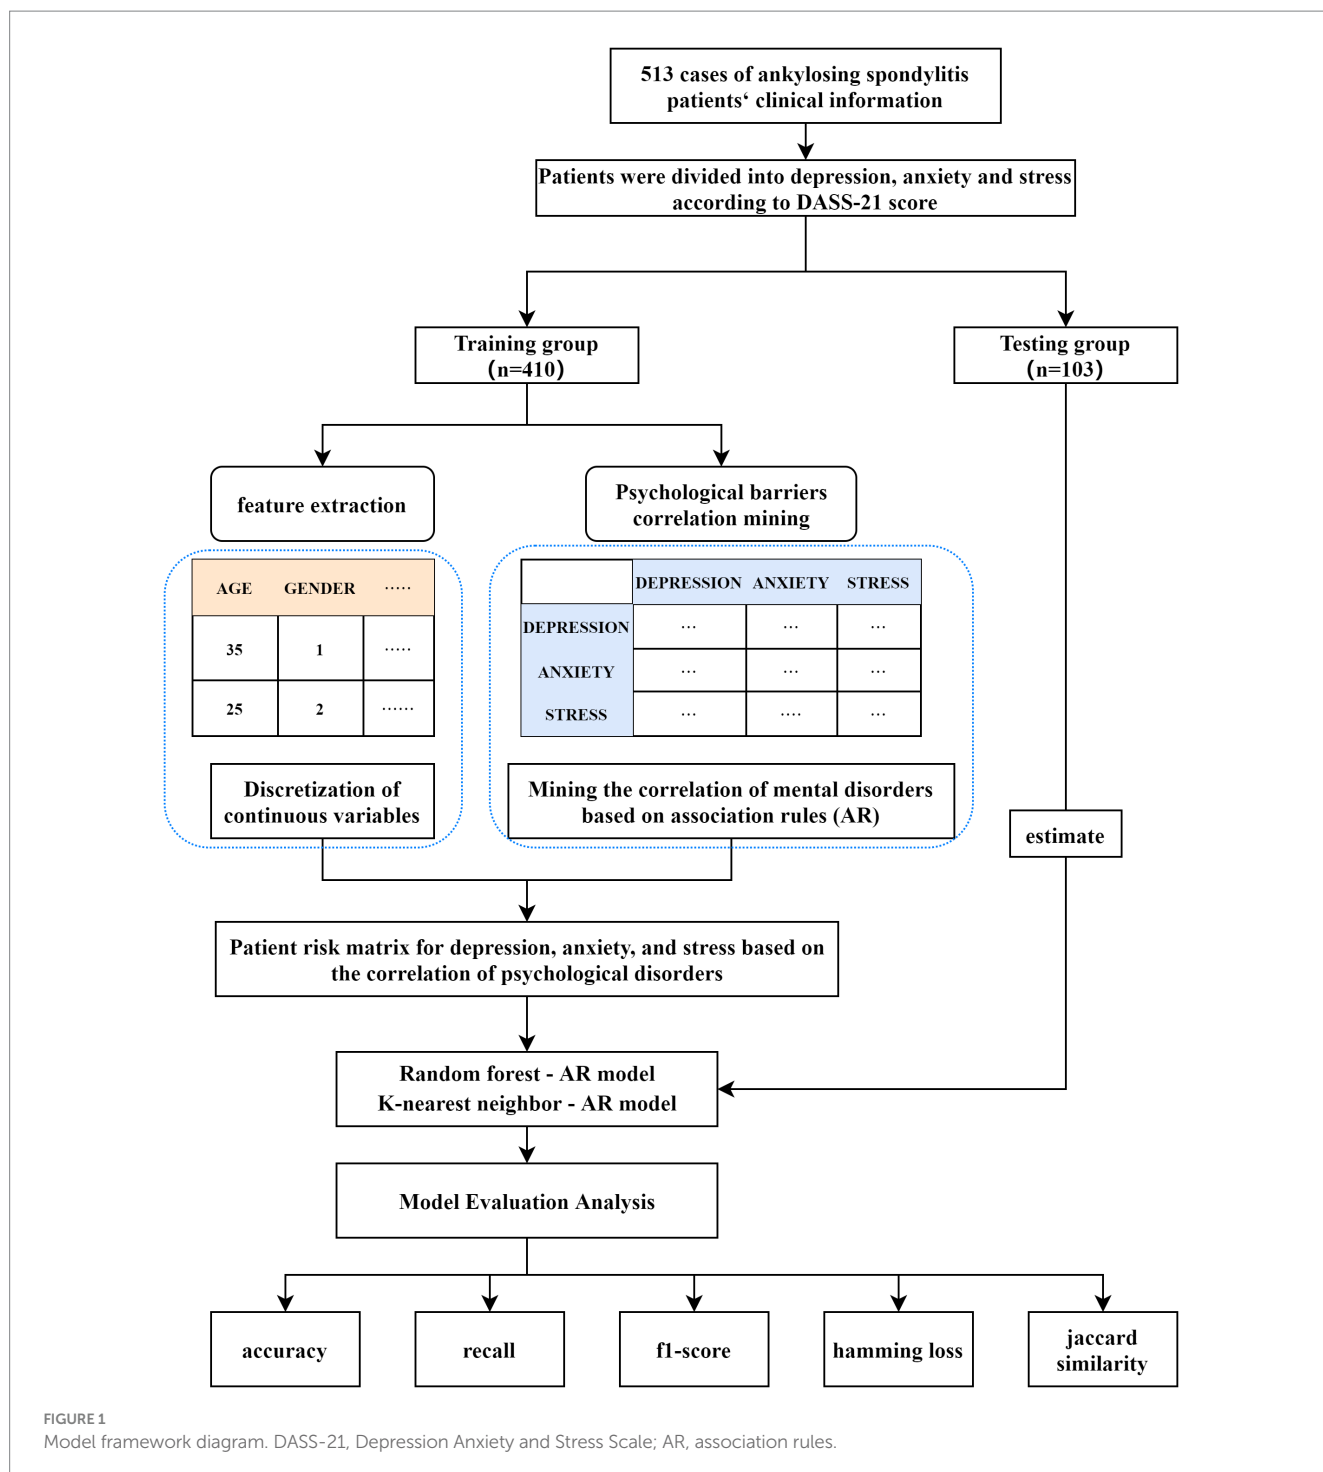 513 cases of ankylosing spondylitis
patients‘ clinical information
Patients were divided into depression, anxiety and stress
according to DASS-21 score
Training group
(n=410)
Testing group
(n=103)
feature extraction
Psychological barriers
correlation mining
AGE GENDER ·····
35 1 ·····
25 2 ······
DEPRESSION ANXIETY STRESS
DEPRESSION ··· ··· ···
ANXIETY ··· ··· ···
STRESS ··· ···· ···
Discretization of
continuous variables
Mining the correlation of mental disorders
based on association rules (AR)
estimate
Patient risk matrix for depression, anxiety, and stress based on
the correlation of psychological disorders
Random forest - AR model
K-nearest neighbor - AR model
Model Evaluation Analysis
accuracy
recall
f1-score
hamming loss
jaccard
similarity
FIGURE 1
Model framework diagram. DASS-21, Depression Anxiety and Stress Scale; AR, association rules.